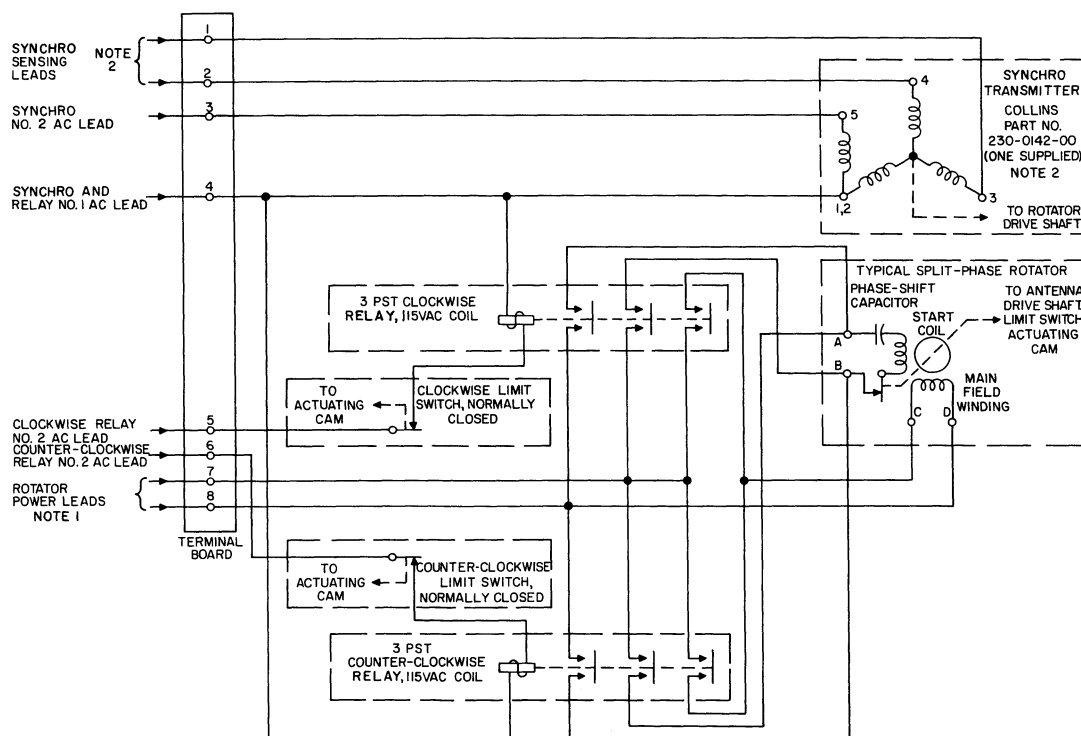 SYNCHRO
SENSING
LEADS
NOTE
2
1
2
SYNCHRO
NO. 2 AC LEAD
3
SYNCHRO AND
RELAY NO. 1 AC LEAD
4
4
5
1,2
3
SYNCHRO
TRANSMITTER
COLLINS
PART NO.
230-0142-00
(ONE SUPPLIED)
NOTE 2
TO ROTATOR
DRIVE SHAFT
3 PST CLOCKWISE
RELAY, 115VAC COIL
TYPICAL SPLIT-PHASE ROTATOR
PHASE-SHIFT
CAPACITOR
START
COIL
TO ANTENNA
DRIVE SHAFT
LIMIT SWITCH
ACTUATING
CAM
A
B
MAIN
FIELD
WINDING
C
D
TO
ACTUATING
CAM
CLOCKWISE LIMIT
SWITCH, NORMALLY
CLOSED
CLOCKWISE RELAY
NO. 2 AC LEAD
5
COUNTER-CLOCKWISE
RELAY NO. 2 AC LEAD
6
ROTATOR
POWER LEADS
NOTE 1
7
8
TERMINAL
BOARD
TO
ACTUATING
CAM
COUNTER-CLOCKWISE
LIMIT SWITCH,
NORMALLY CLOSED
3 PST
COUNTER-CLOCKWISE
RELAY, 115VAC COIL